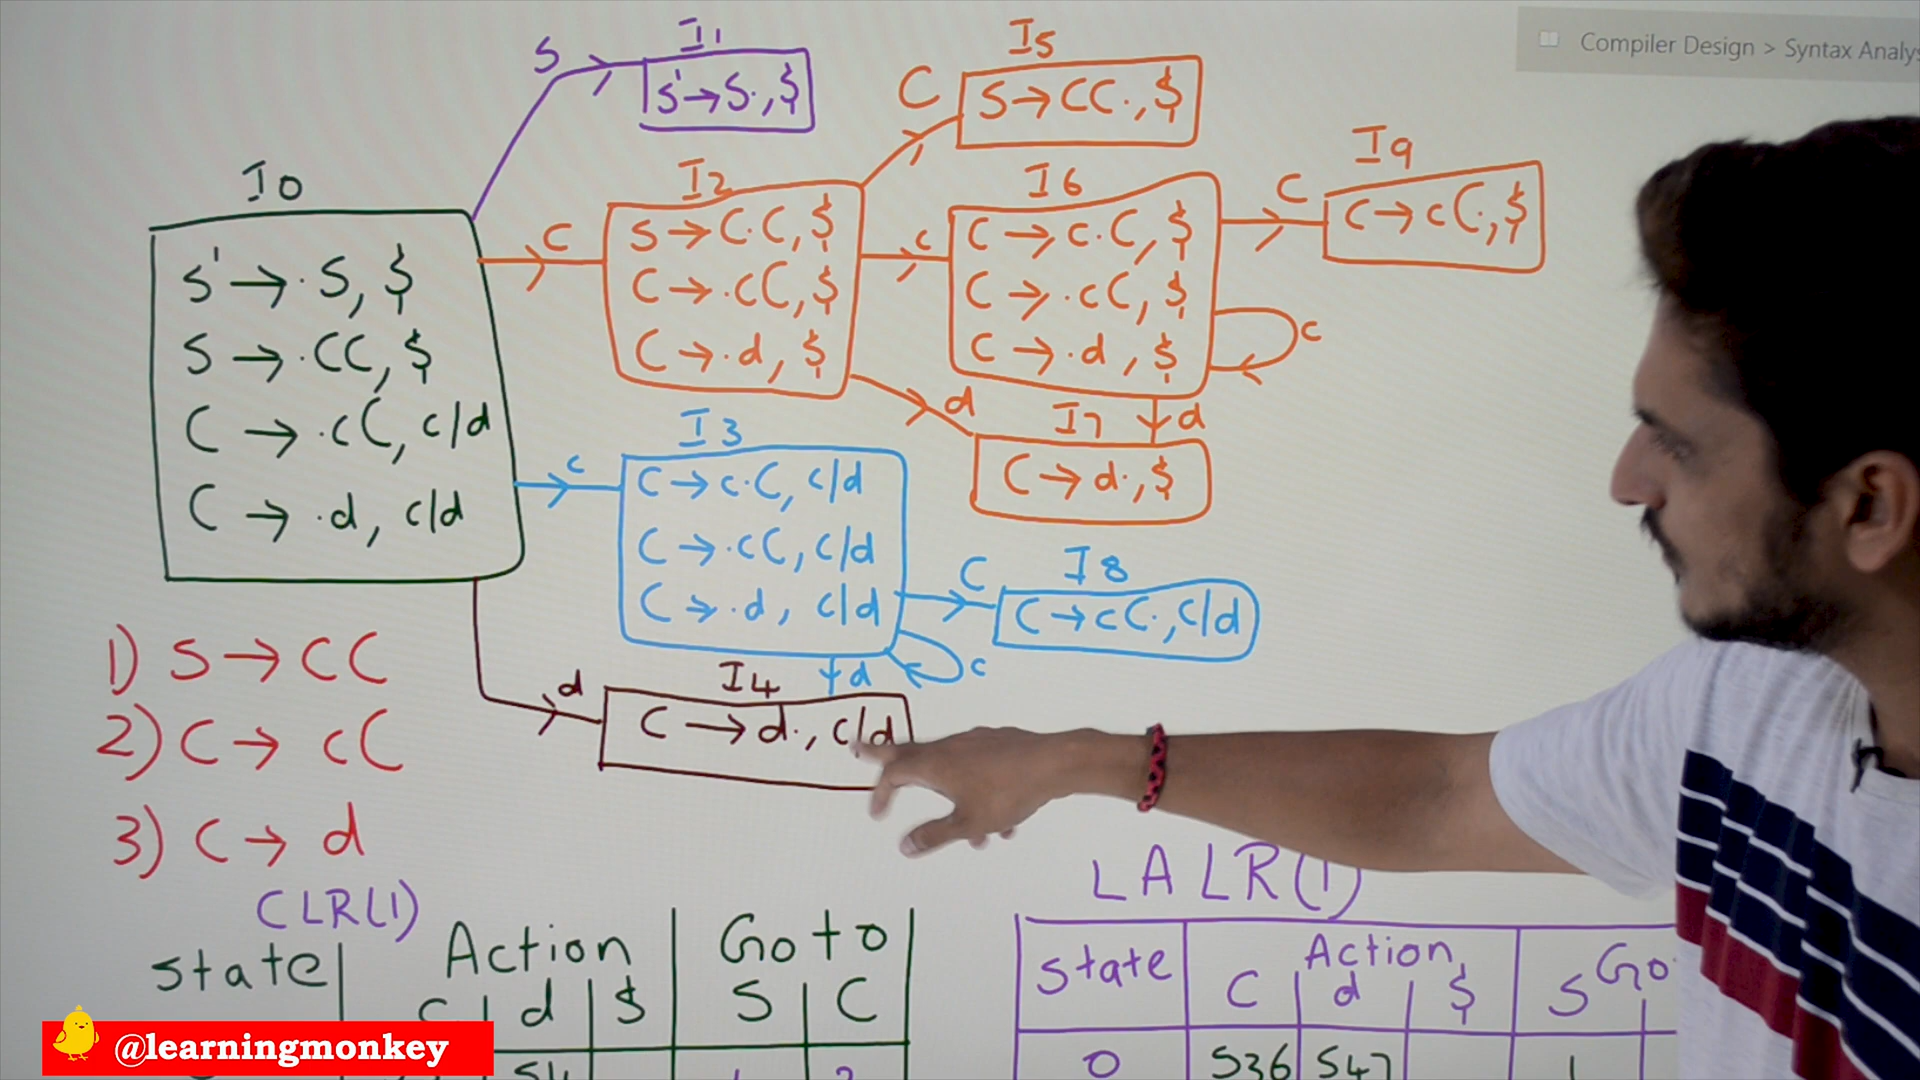 Compiler Design > Syntax Analys
I0
S' → .S, $
S → .CC, $
C → .cC, c/d
C → .d, c/d
S
I1
S' → S., $
C
I2
S → C.C, $
C → .cC, $
C → .d, $
C
I5
S → CC., $
c
I6
C → c.C, $
C → .cC, $
C → .d, $
C
I9
C → cC., $
c
d
d
I7
C → d., $
c
I3
C → c.C, c/d
C → .cC, c/d
C → .d, c/d
C
I8
C → cC., c/d
c
d
d
I4
C → d., c/d
1) S → CC
2) C → cC
3) C → d
CLR(1)
State Action Goto
C d $ S C
LALR(1)
State Action Go
C d $ S
0 S36 S47 1
@learningmonkey